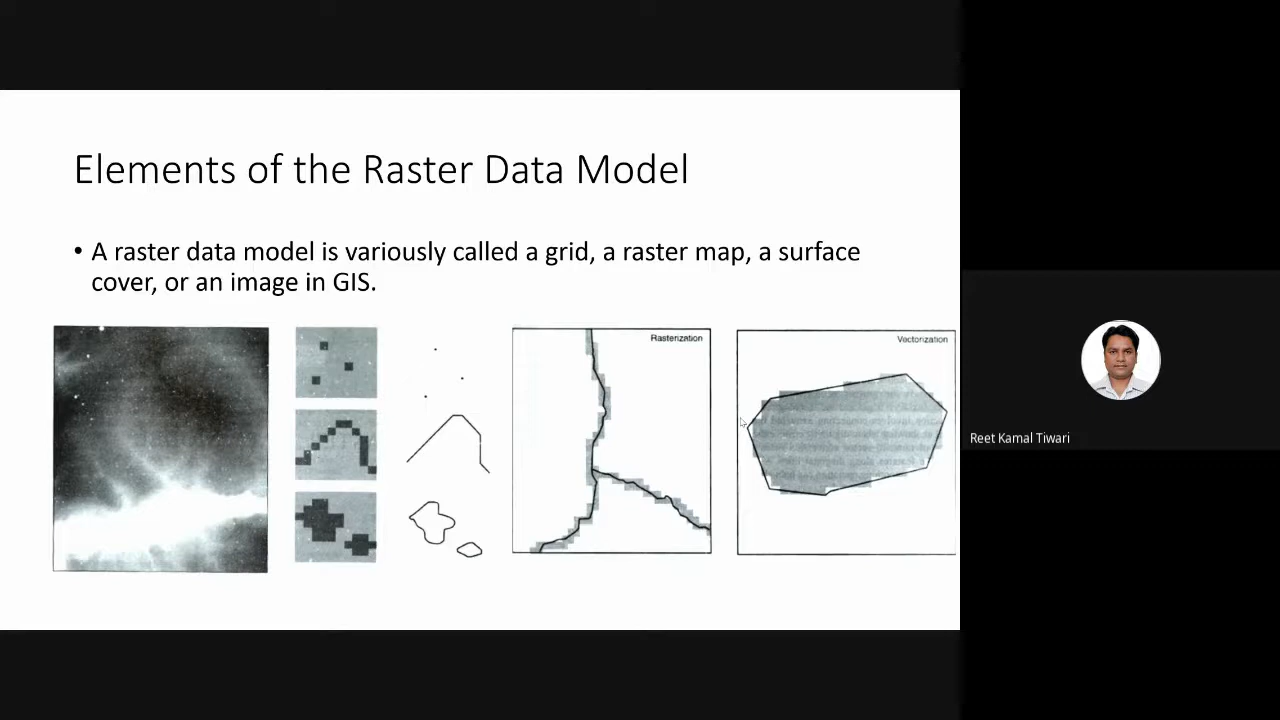 Elements of the Raster Data Model
• A raster data model is variously called a grid, a raster map, a surface
cover, or an image in GIS.
Rasterization
Vectorization
Reet Kamal Tiwari